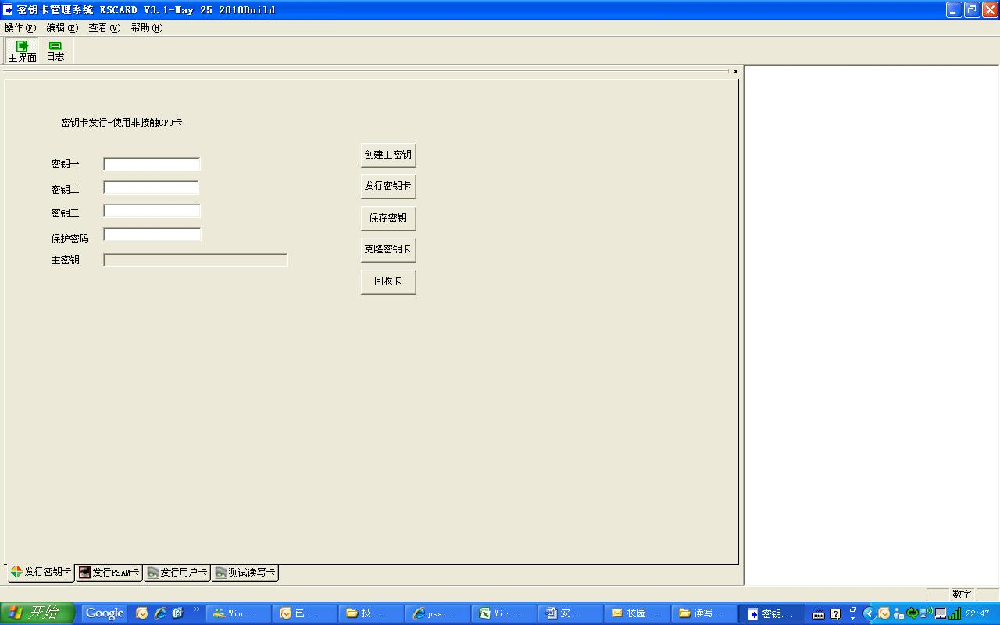 密钥卡管理系统 KSCARD V3.1-May 25 2010Build
操作(F) 编辑(E) 查看(V) 帮助(H)
主界面 日志
密钥卡发行-使用非接触CPU卡
密钥一
密钥二
密钥三
保护密码
主密钥
创建主密钥
发行密钥卡
保存密钥
克隆密钥卡
回收卡
发行密钥卡 发行PSAM卡 发行用户卡 测试读写卡
数字
开始 Google Win... 已... 投... psa... Mic... 安... 校园... 读写... 密钥... 22:47